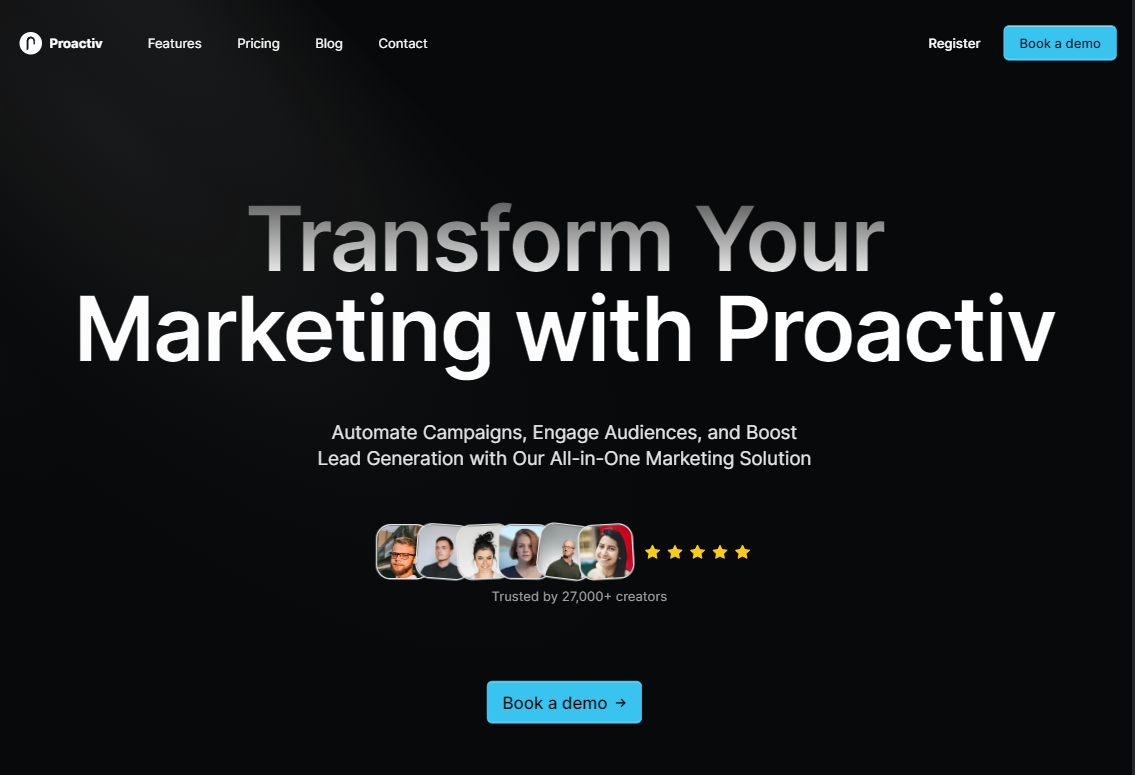 Proactiv
Features
Pricing
Blog
Contact
Register
Book a demo
Transform Your
Marketing with Proactiv
Automate Campaigns, Engage Audiences, and Boost
Lead Generation with Our All-in-One Marketing Solution
Trusted by 27,000+ creators
Book a demo →